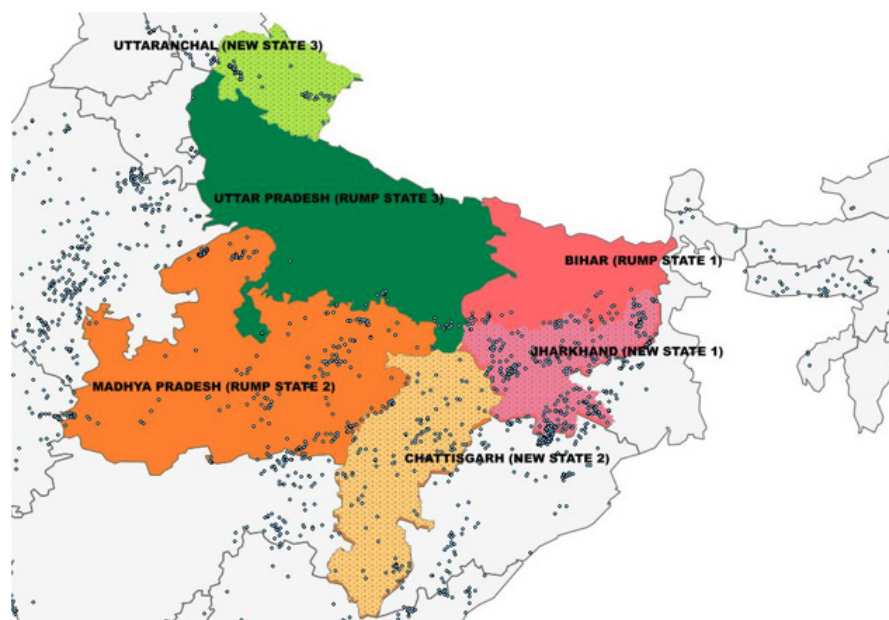 UTTARANCHAL (NEW STATE 3)
UTTAR PRADESH (RUMP STATE 3)
BIHAR (RUMP STATE 1)
JHARKHAND (NEW STATE 1)
MADHYA PRADESH (RUMP STATE 2)
CHATTISGARH (NEW STATE 2)